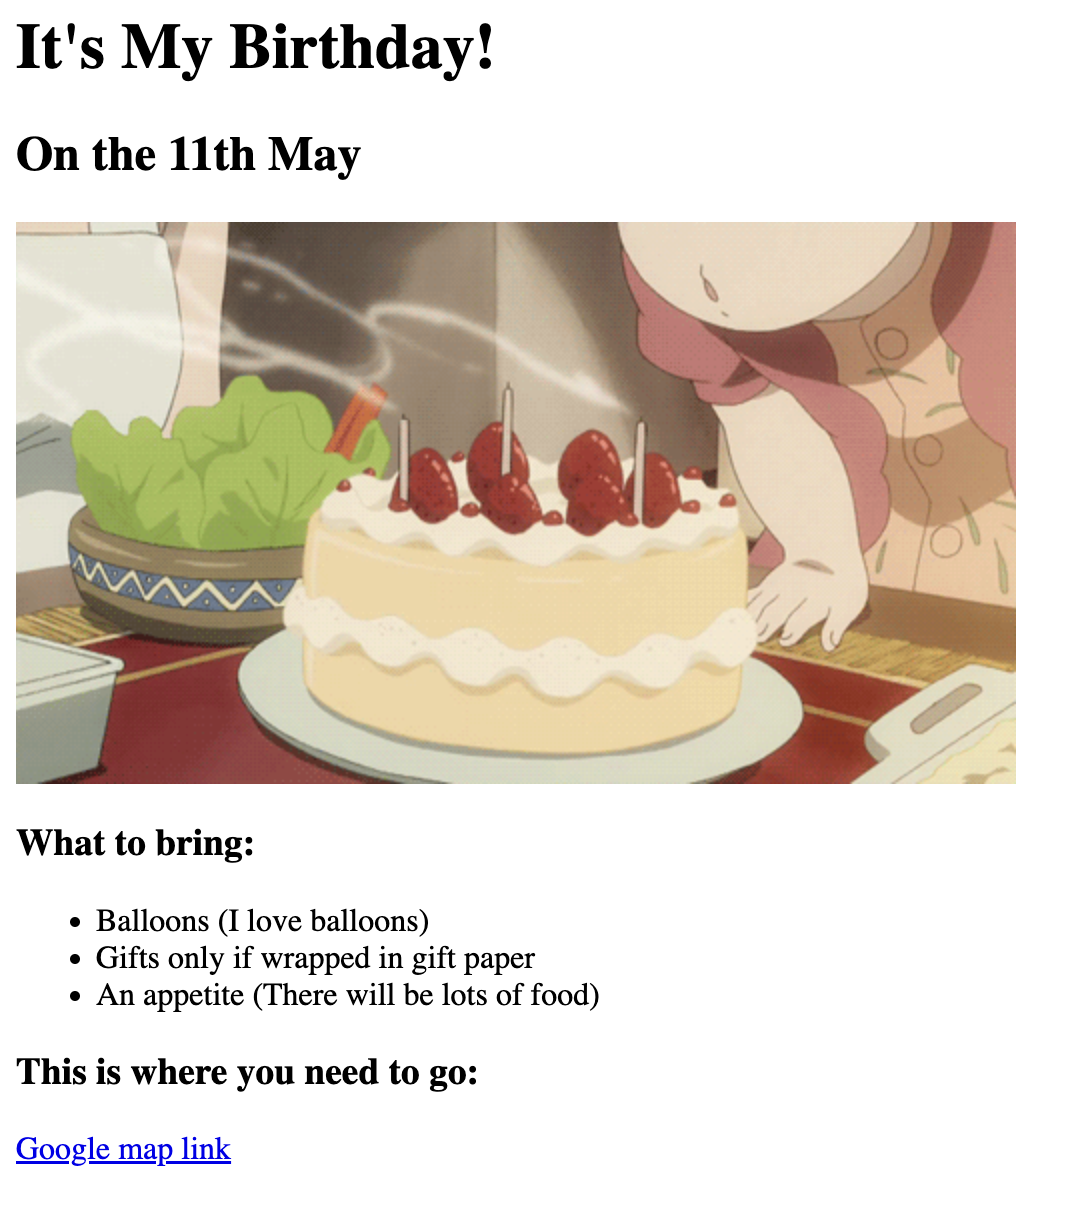 It's My Birthday!
On the 11th May
What to bring:
Balloons (I love balloons)
Gifts only if wrapped in gift paper
An appetite (There will be lots of food)
This is where you need to go:
Google map link